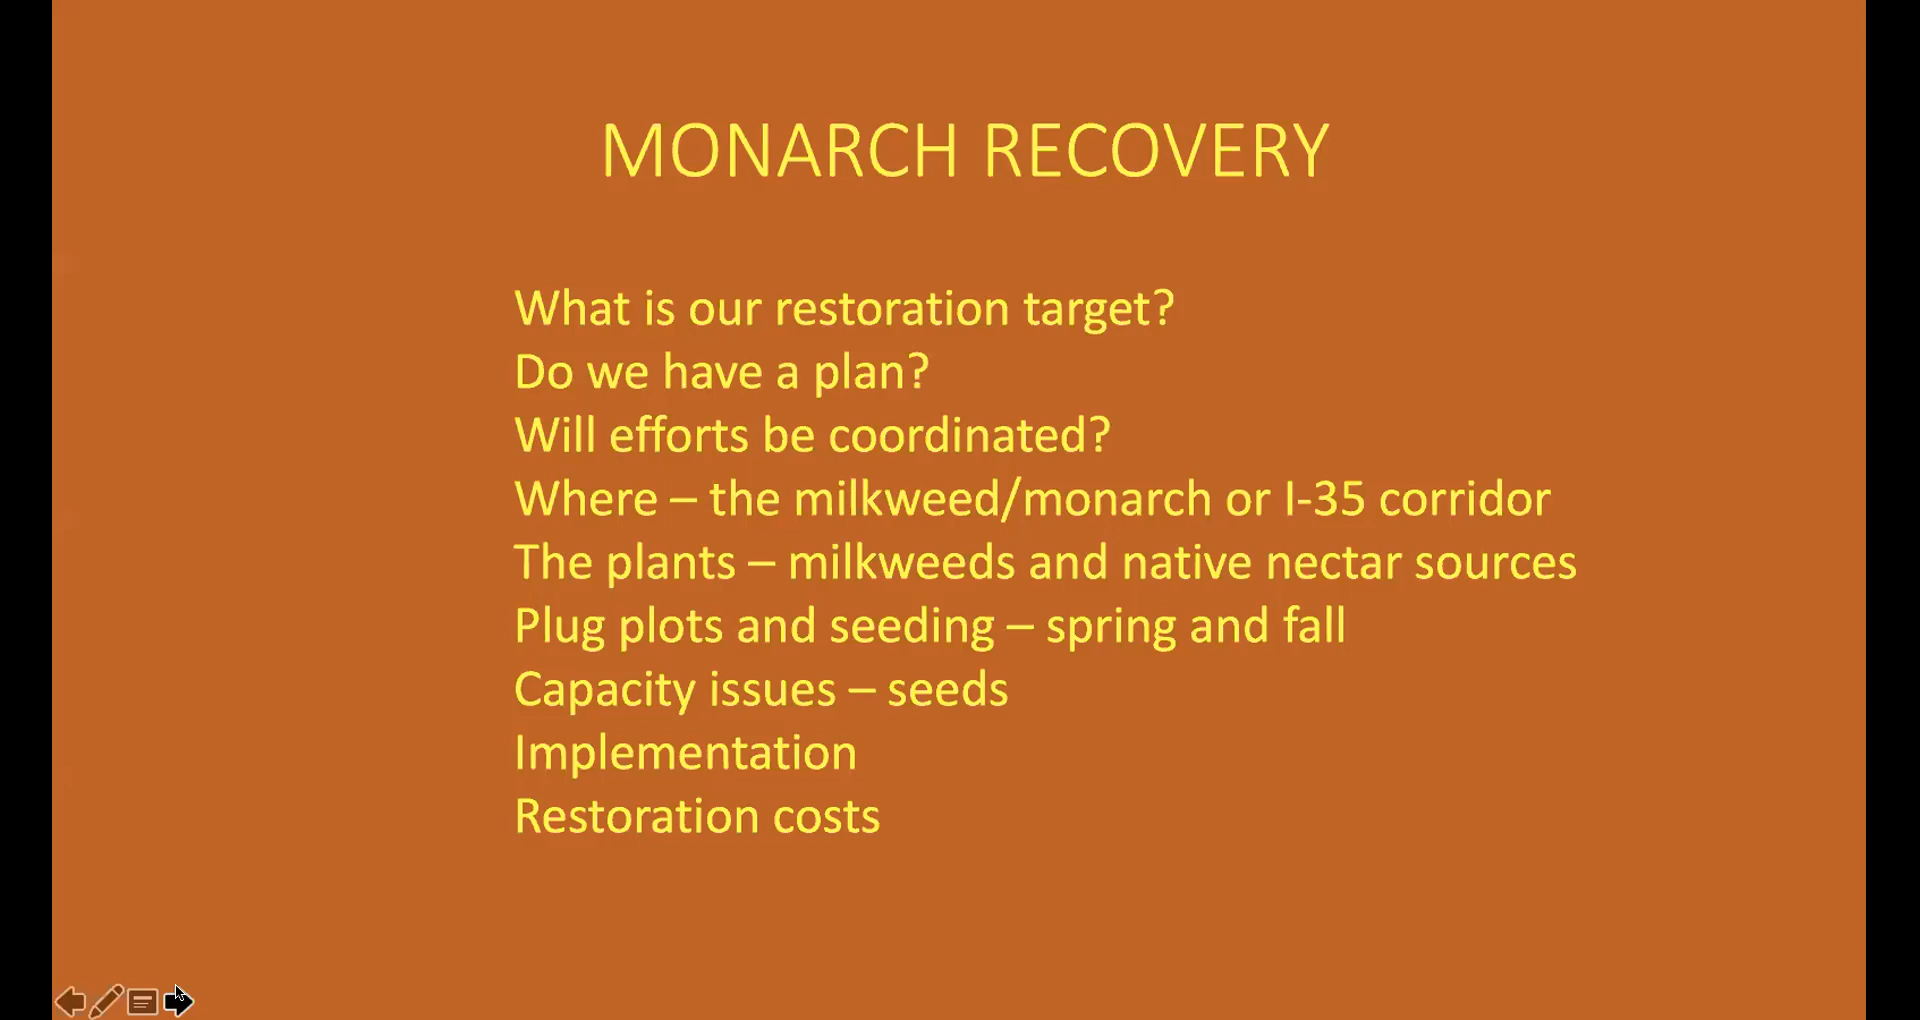 MONARCH RECOVERY
What is our restoration target?
Do we have a plan?
Will efforts be coordinated?
Where – the milkweed/monarch or I-35 corridor
The plants – milkweeds and native nectar sources
Plug plots and seeding – spring and fall
Capacity issues – seeds
Implementation
Restoration costs